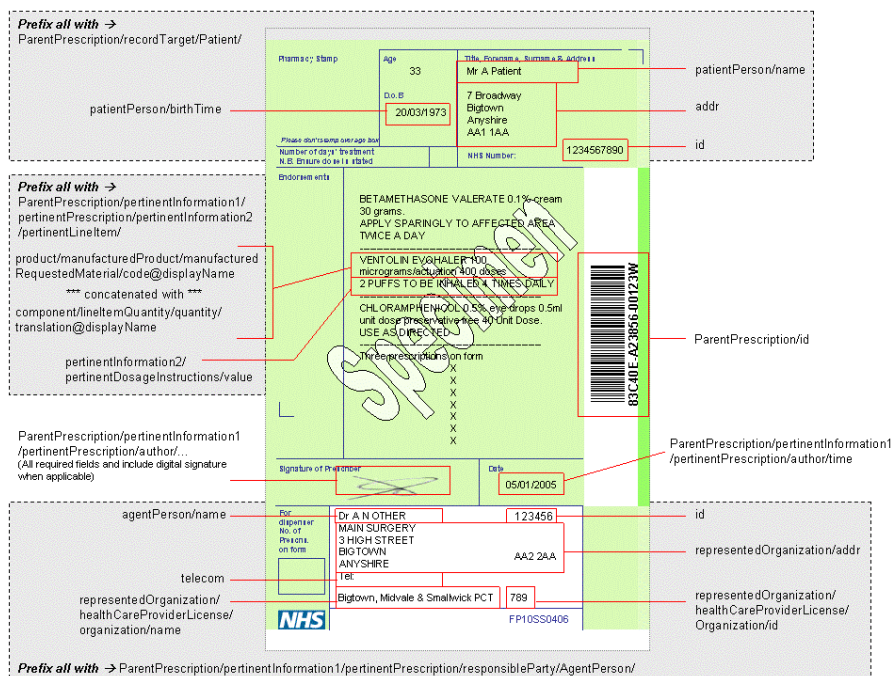 Prefix all with →
ParentPrescription/recordTarget/Patient/
Pharmacy Stamp
Age
33
Title, Forename, Surname & Address
Mr A Patient
patientPerson/name
D.o.B
20/03/1973
patientPerson/birthTime
7 Broadway
Bigtown
Anyshire
AA1 1AA
addr
Please don't stamp over age box
Number of days' treatment
N.B. Ensure dose is stated
NHS Number:
1234567890
id
Prefix all with →
ParentPrescription/pertinentInformation1/
pertinentPrescription/pertinentInformation2
/pertinentLineItem/
product/manufacturedProduct/manufactured
RequestedMaterial/code@displayName
*** concatenated with ***
component/lineItemQuantity/quantity/
translation@displayName
pertinentInformation2/
pertinentDosageInstructions/value
Endorsements
BETAMETHASONE VALERATE 0.1% cream
30 grams.
APPLY SPARINGLY TO AFFECTED AREA
TWICE A DAY
VENTOLIN EVOHALER 100
micrograms/actuation 400 doses
2 PUFFS TO BE INHALED 4 TIMES DAILY
CHLORAMPHENICOL 0.5% eye drops 0.5ml
unit dose preservative free 40 Unit Dose.
USE AS DIRECTED
Three prescriptions on form
X
X
X
X
X
X
X
Specimen
83C40E-A23856-00123W
ParentPrescription/id
ParentPrescription/pertinentInformation1
/pertinentPrescription/author/...
(All required fields and include digital signature
when applicable)
Signature of Prescriber
Date
05/01/2005
ParentPrescription/pertinentInformation1
/pertinentPrescription/author/time
For
dispenser
No. of
Prescns.
on form
agentPerson/name
Dr A N OTHER
123456
id
MAIN SURGERY
3 HIGH STREET
BIGTOWN
ANYSHIRE
AA2 2AA
representedOrganization/addr
telecom
Tel:
representedOrganization/
healthCareProviderLicense/
organization/name
Bigtown, Midvale & Smallwick PCT
789
representedOrganization/
healthCareProviderLicense/
Organization/id
NHS
FP10SS0406
Prefix all with → ParentPrescription/pertinentInformation1/pertinentPrescription/responsibleParty/AgentPerson/